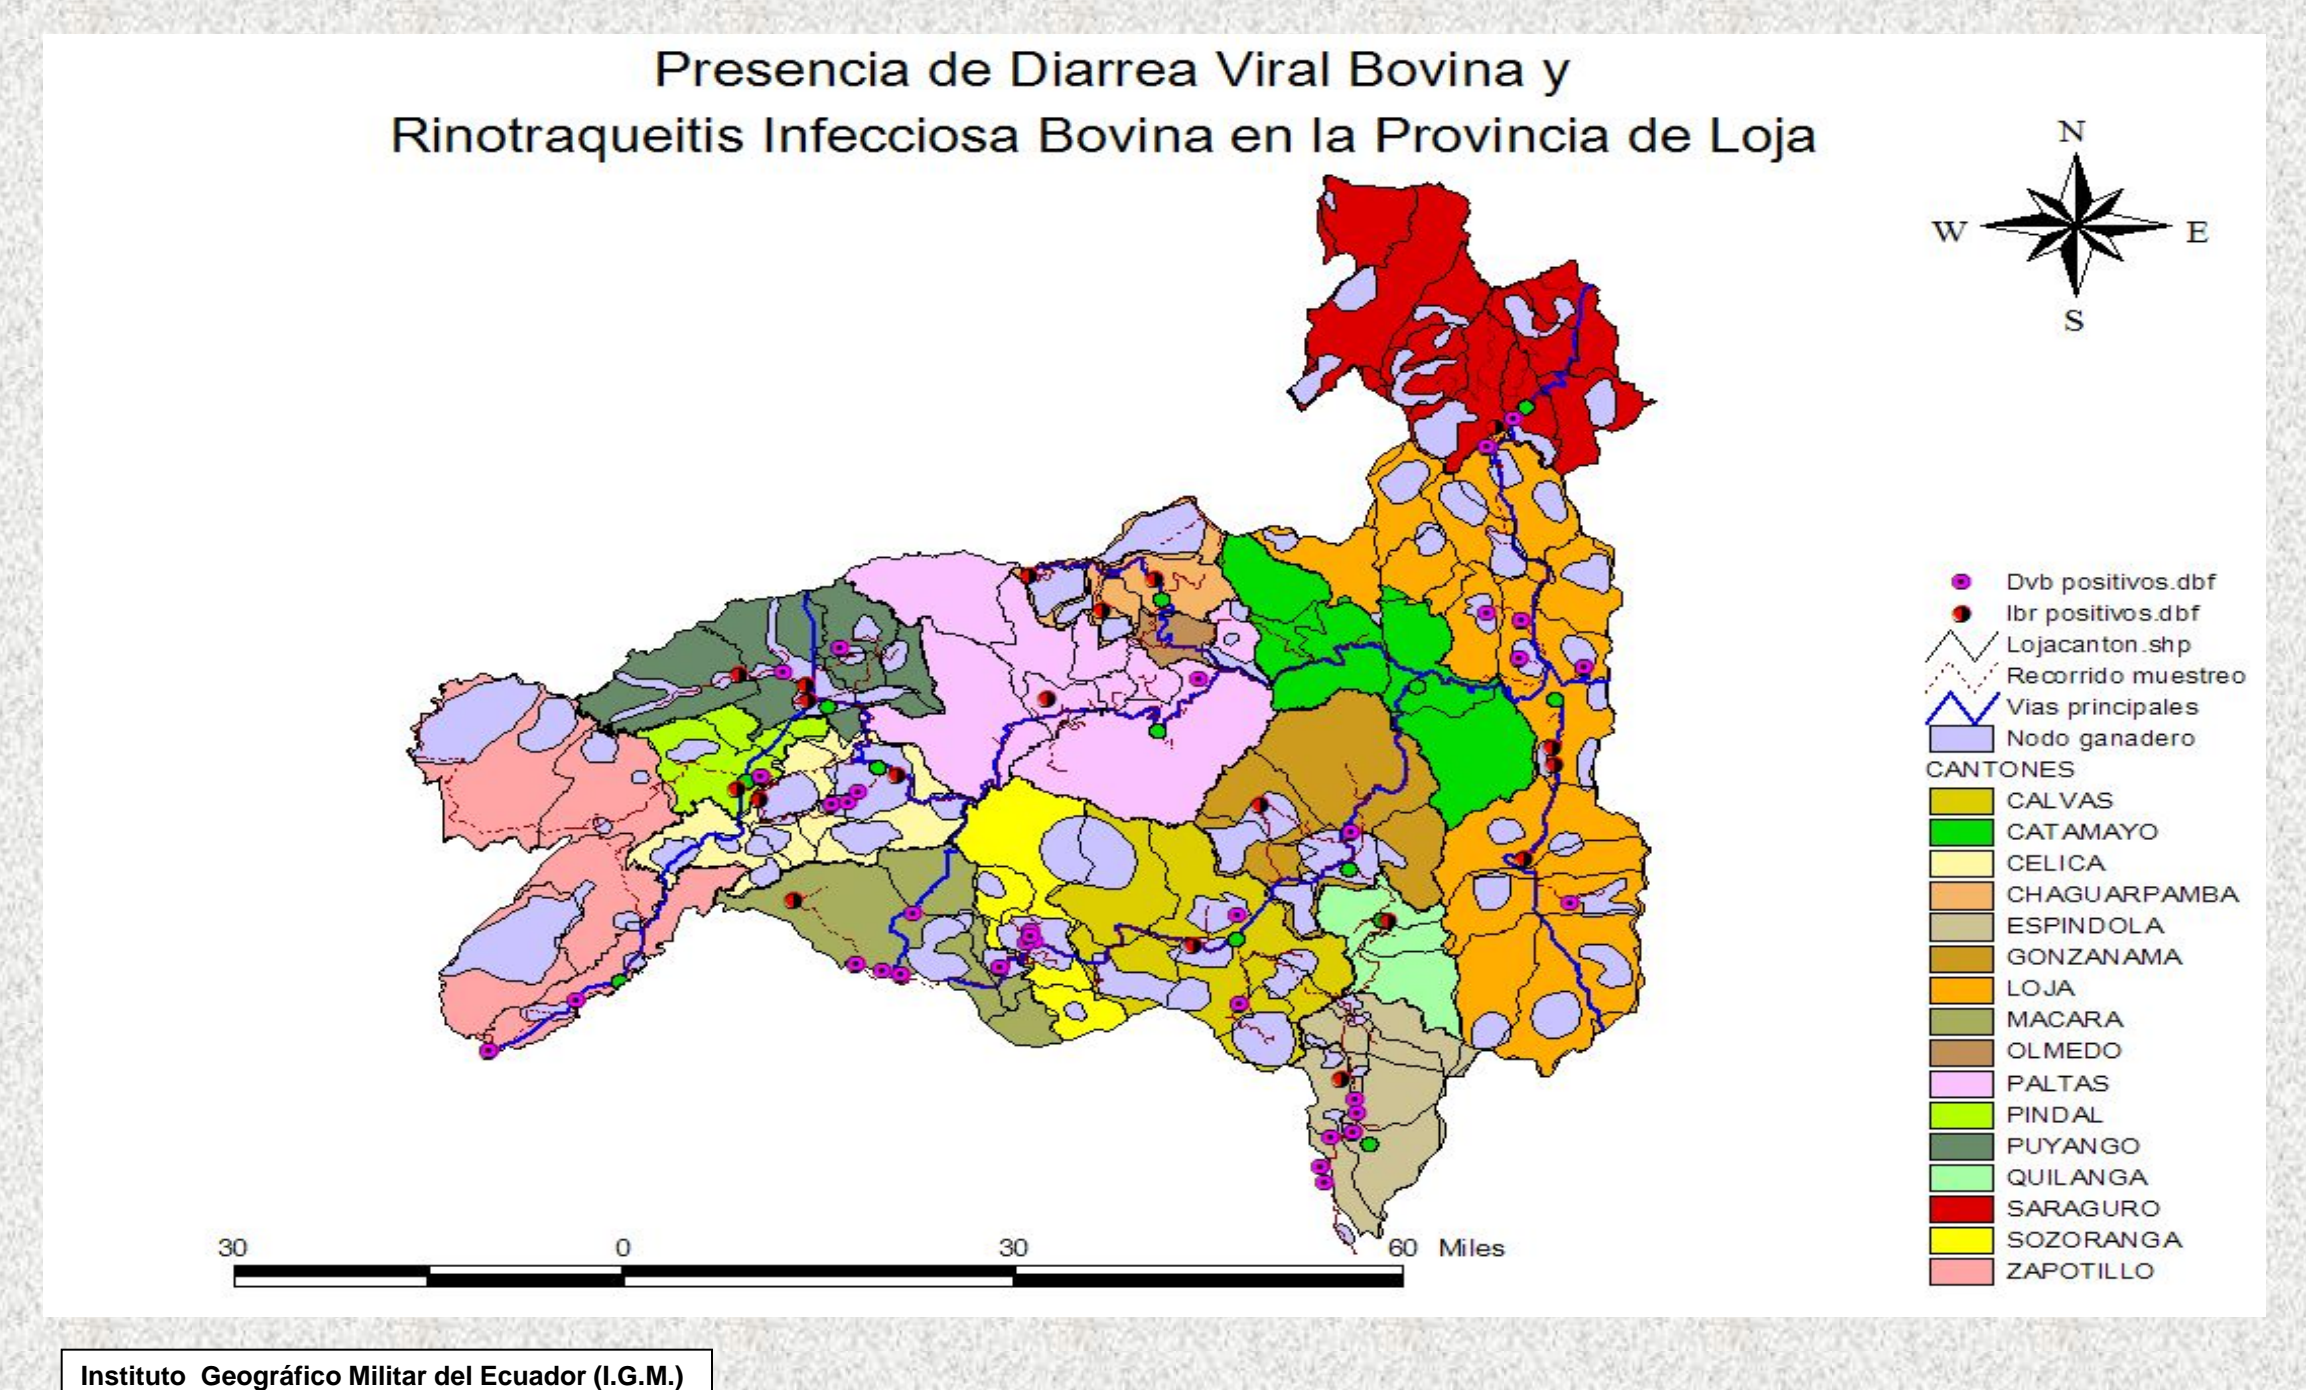 Presencia de Diarrea Viral Bovina y
Rinotraqueitis Infecciosa Bovina en la Provincia de Loja
N
W
E
S
Dvb positivos.dbf
Ibr positivos.dbf
Lojacanton.shp
Recorrido muestreo
Vias principales
Nodo ganadero
CANTONES
CALVAS
CATAMAYO
CELICA
CHAGUARPAMBA
ESPINDOLA
GONZANAMA
LOJA
MACARA
OLMEDO
PALTAS
PINDAL
PUYANGO
QUILANGA
SARAGURO
SOZORANGA
ZAPOTILLO
30 0 30 60 Miles
Instituto Geográfico Militar del Ecuador (I.G.M.)